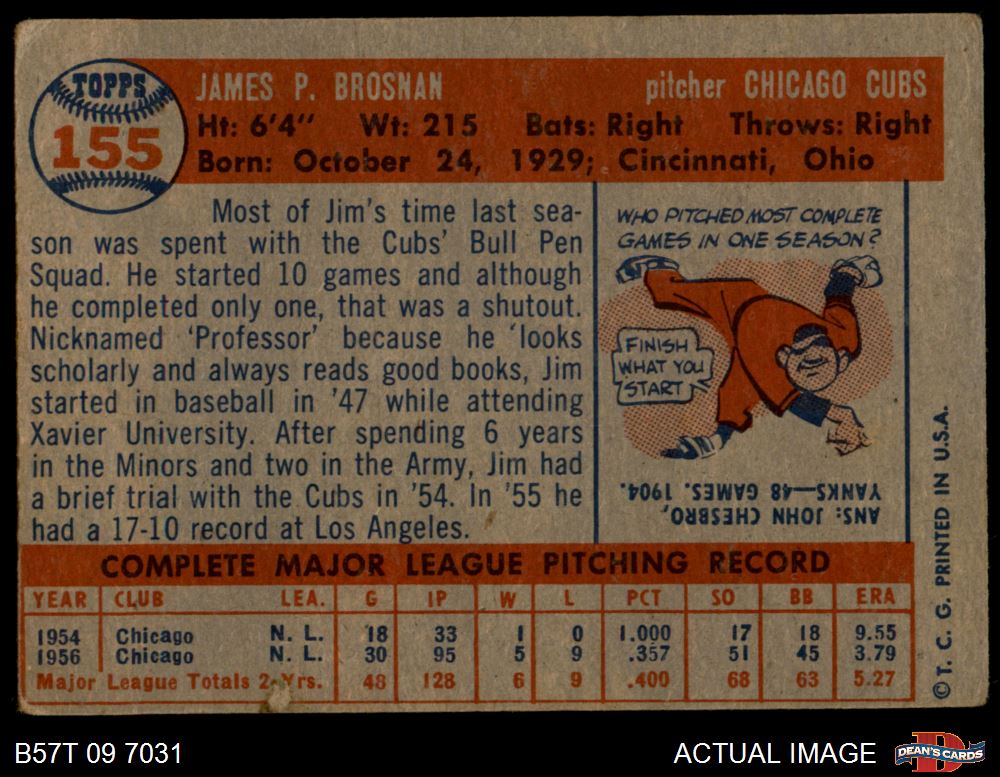 TOPPS
155
JAMES P. BROSNAN pitcher CHICAGO CUBS
Ht: 6'4" Wt: 215 Bats: Right Throws: Right
Born: October 24, 1929; Cincinnati, Ohio
Most of Jim's time last sea-
son was spent with the Cubs' Bull Pen
Squad. He started 10 games and although
he completed only one, that was a shutout.
Nicknamed 'Professor' because he 'looks
scholarly and always reads good books, Jim
started in baseball in '47 while attending
Xavier University. After spending 6 years
in the Minors and two in the Army, Jim had
a brief trial with the Cubs in '54. In '55 he
had a 17-10 record at Los Angeles.
WHO PITCHED MOST COMPLETE
GAMES IN ONE SEASON?
FINISH
WHAT YOU
START
ANS: JOHN CHESBRO,
YANKS—48 GAMES. 1904.
COMPLETE MAJOR LEAGUE PITCHING RECORD
YEAR CLUB LEA. G IP W L PCT SO BB ERA
1954 Chicago N. L. 18 33 1 0 1.000 17 18 9.55
1956 Chicago N. L. 30 95 5 9 .357 51 45 3.79
Major League Totals 2 Yrs. 48 128 6 9 .400 68 63 5.27
© T. C. G. PRINTED IN U.S.A.
B57T 09 7031 ACTUAL IMAGE
DEAN'S CARDS